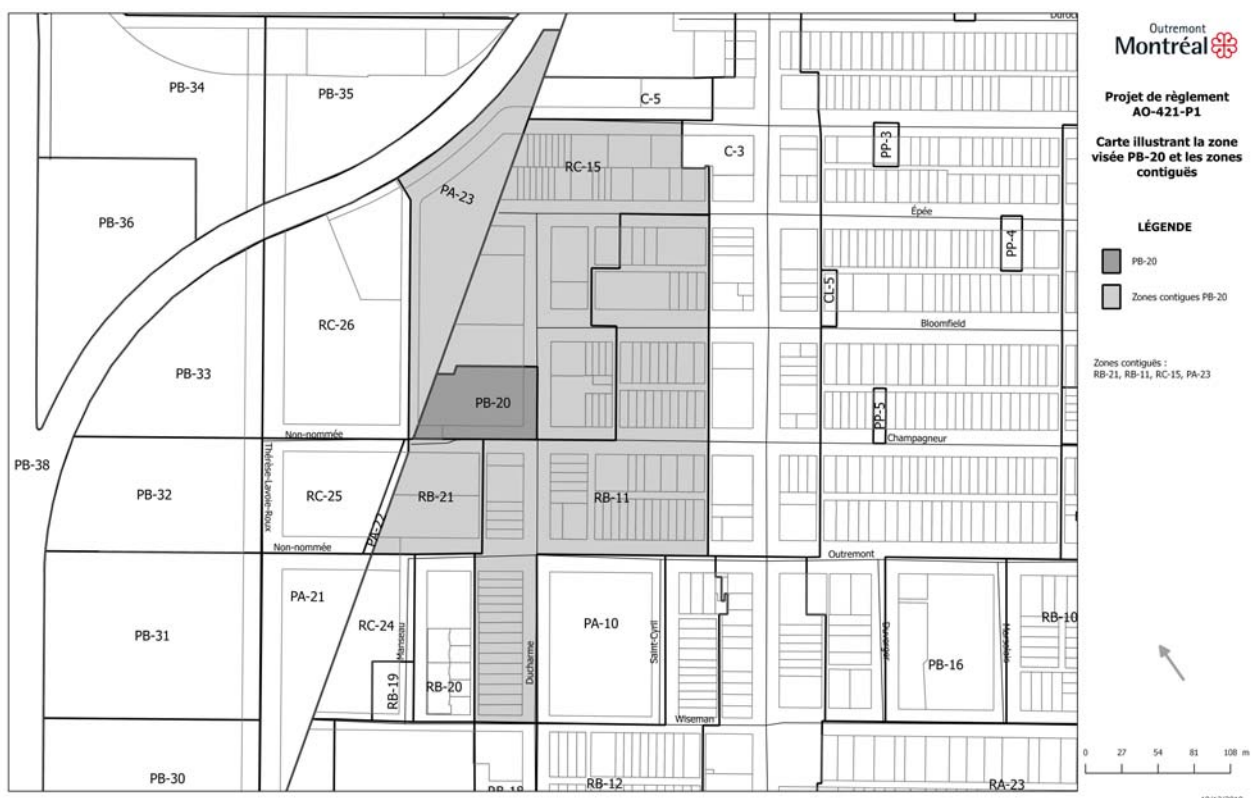 PB-34
PB-35
C-5
PP-3
C-3
RC-15
PA-23
PB-36
Épée
PP-4
CL-5
RC-26
Bloomfield
PB-33
PB-20
PP-5
Non-nommée
Champagneur
PB-38
Thérèse-Lavoie-Roux
PB-32
RC-25
PA-22
RB-21
RB-11
Non-nommée
Outremont
PA-21
RC-24
Manseau
PB-31
RB-19
RB-20
Ducharme
PA-10
Saint-Cyril
Wiseman
Duverger
PB-16
RB-10
PB-30
RB-12
RA-23
Outremont
Montréal
Projet de règlement
AO-421-P1
Carte illustrant la zone
visée PB-20 et les zones
contiguës
LÉGENDE
PB-20
Zones contigues PB-20
Zones contiguës :
RB-21, RB-11, RC-15, PA-23
0 27 54 81 108 m